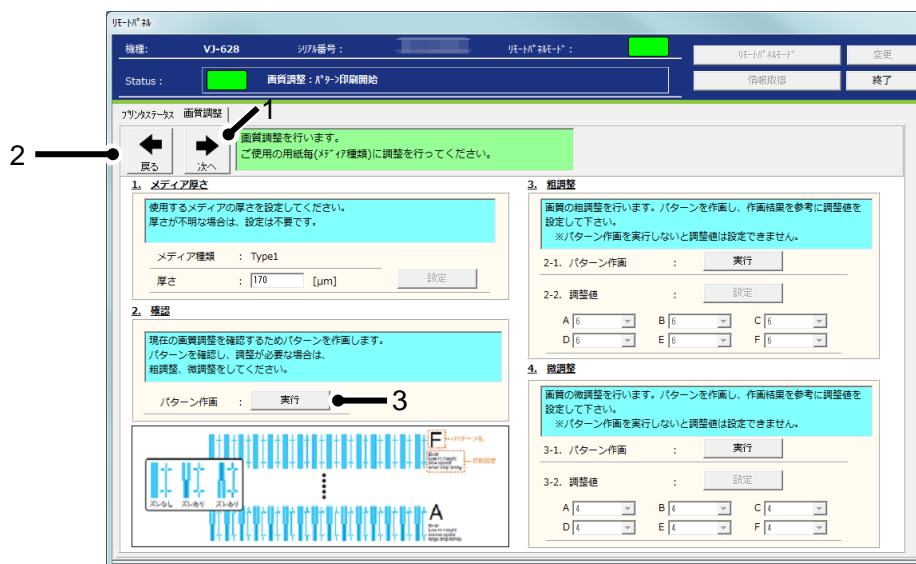 ﾘﾓｰﾄﾊﾟﾈﾙ
機種:
VJ-628
ｼﾘｱﾙ番号:
ﾘﾓｰﾄﾊﾟﾈﾙﾓｰﾄﾞ:
ﾘﾓｰﾄﾊﾟﾈﾙﾓｰﾄﾞ
変更
Status :
画質調整：ﾊﾟﾀｰﾝ印刷開始
情報取得
終了
ﾌﾟﾘﾝﾀｽﾃｰﾀｽ 画質調整
1
2
戻る
次へ
画質調整を行います。
ご使用の用紙毎(ﾒﾃﾞｨｱ種類)に調整を行ってください。
1. メディア厚さ
使用するメディアの厚さを設定してください。
厚さが不明な場合は、設定は不要です。
メディア種類 : Type1
厚さ : 170 [μm] 設定
2. 確認
現在の画質調整を確認するためパターンを作画します。
パターンを確認し、調整が必要な場合は、
粗調整、微調整をしてください。
パターン作画 : 実行
3
F
パターン名
印刷設定
ズレなし ズレあり ズレあり
A
3. 粗調整
画質の粗調整を行います。パターンを作画し、作画結果を参考に調整値を
設定して下さい。
※パターン作画を実行しないと調整値は設定できません。
2-1. パターン作画 : 実行
2-2. 調整値 : 設定
A 6 B 6 C 6
D 6 E 6 F 6
4. 微調整
画質の微調整を行います。パターンを作画し、作画結果を参考に調整値を
設定して下さい。
※パターン作画を実行しないと調整値は設定できません。
3-1. パターン作画 : 実行
3-2. 調整値 : 設定
A 4 B 4 C 4
D 4 E 4 F 4